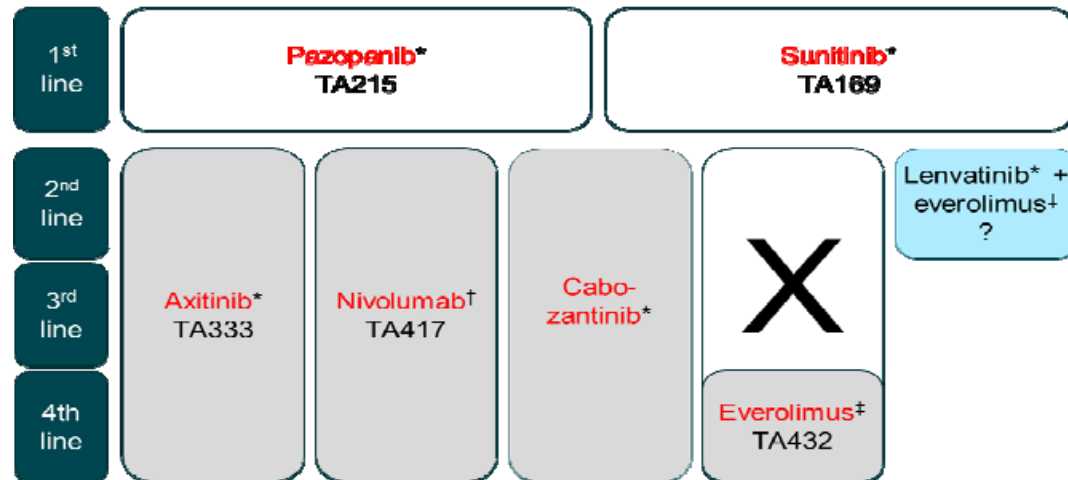 1st
line
Pazopanib*
TA215
Sunitinib*
TA169
2nd
line
3rd
line
4th
line
Axitinib*
TA333
Nivolumab†
TA417
Cabo-
zantinib*
X
Everolimus‡
TA432
Lenvatinib* +
everolimus‡
?